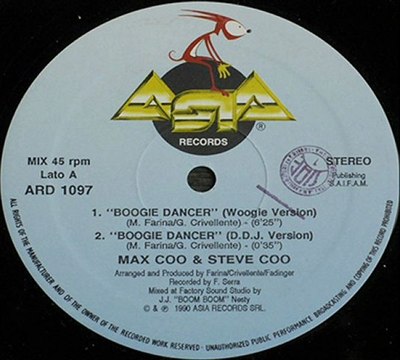 ASIA
®
RECORDS
MIX 45 rpm
Lato A
ARD 1097
STEREO
Publishing
S.A.I.F.A.M.
1. "BOOGIE DANCER" (Woogie Version)
(M. Farina/G. Crivellente) - (6'25")
2. "BOOGIE DANCER" (D.D.J. Version)
(M. Farina/G. Crivellente) - (0'35")
MAX COO & STEVE COO
Arranged and Produced by Farina/Crivellente/Fadinger
Recorded by F. Serra
Mixed at Factory Sound Studio by
J.J. "BOOM BOOM" Nesty
© & ℗ 1990 ASIA RECORDS SRL.
ALL RIGHTS OF THE MANUFACTURER AND OF THE OWNER OF THE RECORDED WORK RESERVED - UNAUTHORIZED PUBLIC PERFORMANCE, BROADCASTING AND COPYING OF THIS RECORD PROHIBITED